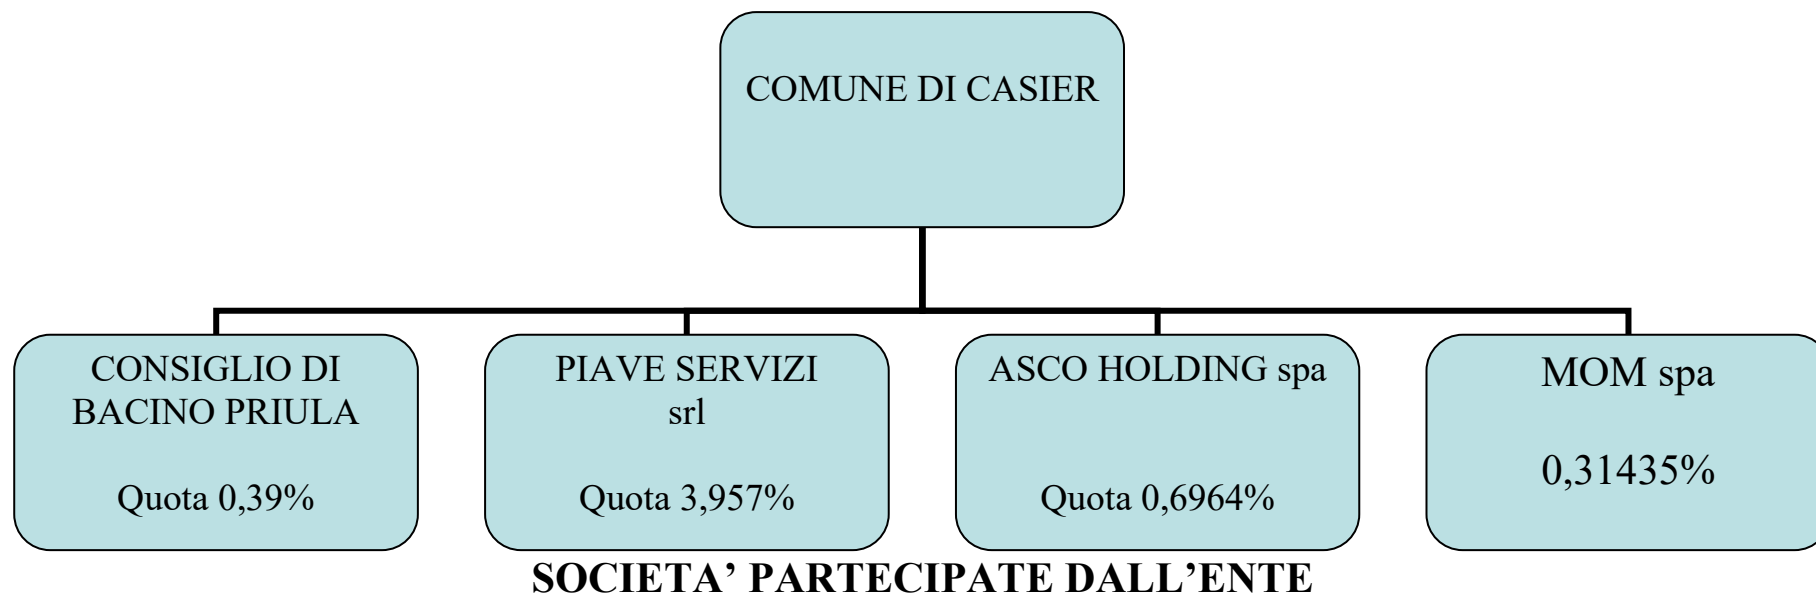 COMUNE DI CASIER
CONSIGLIO DI
BACINO PRIULA
Quota 0,39%
PIAVE SERVIZI
srl
Quota 3,957%
ASCO HOLDING spa
Quota 0,6964%
MOM spa
0,31435%
SOCIETA’ PARTECIPATE DALL’ENTE